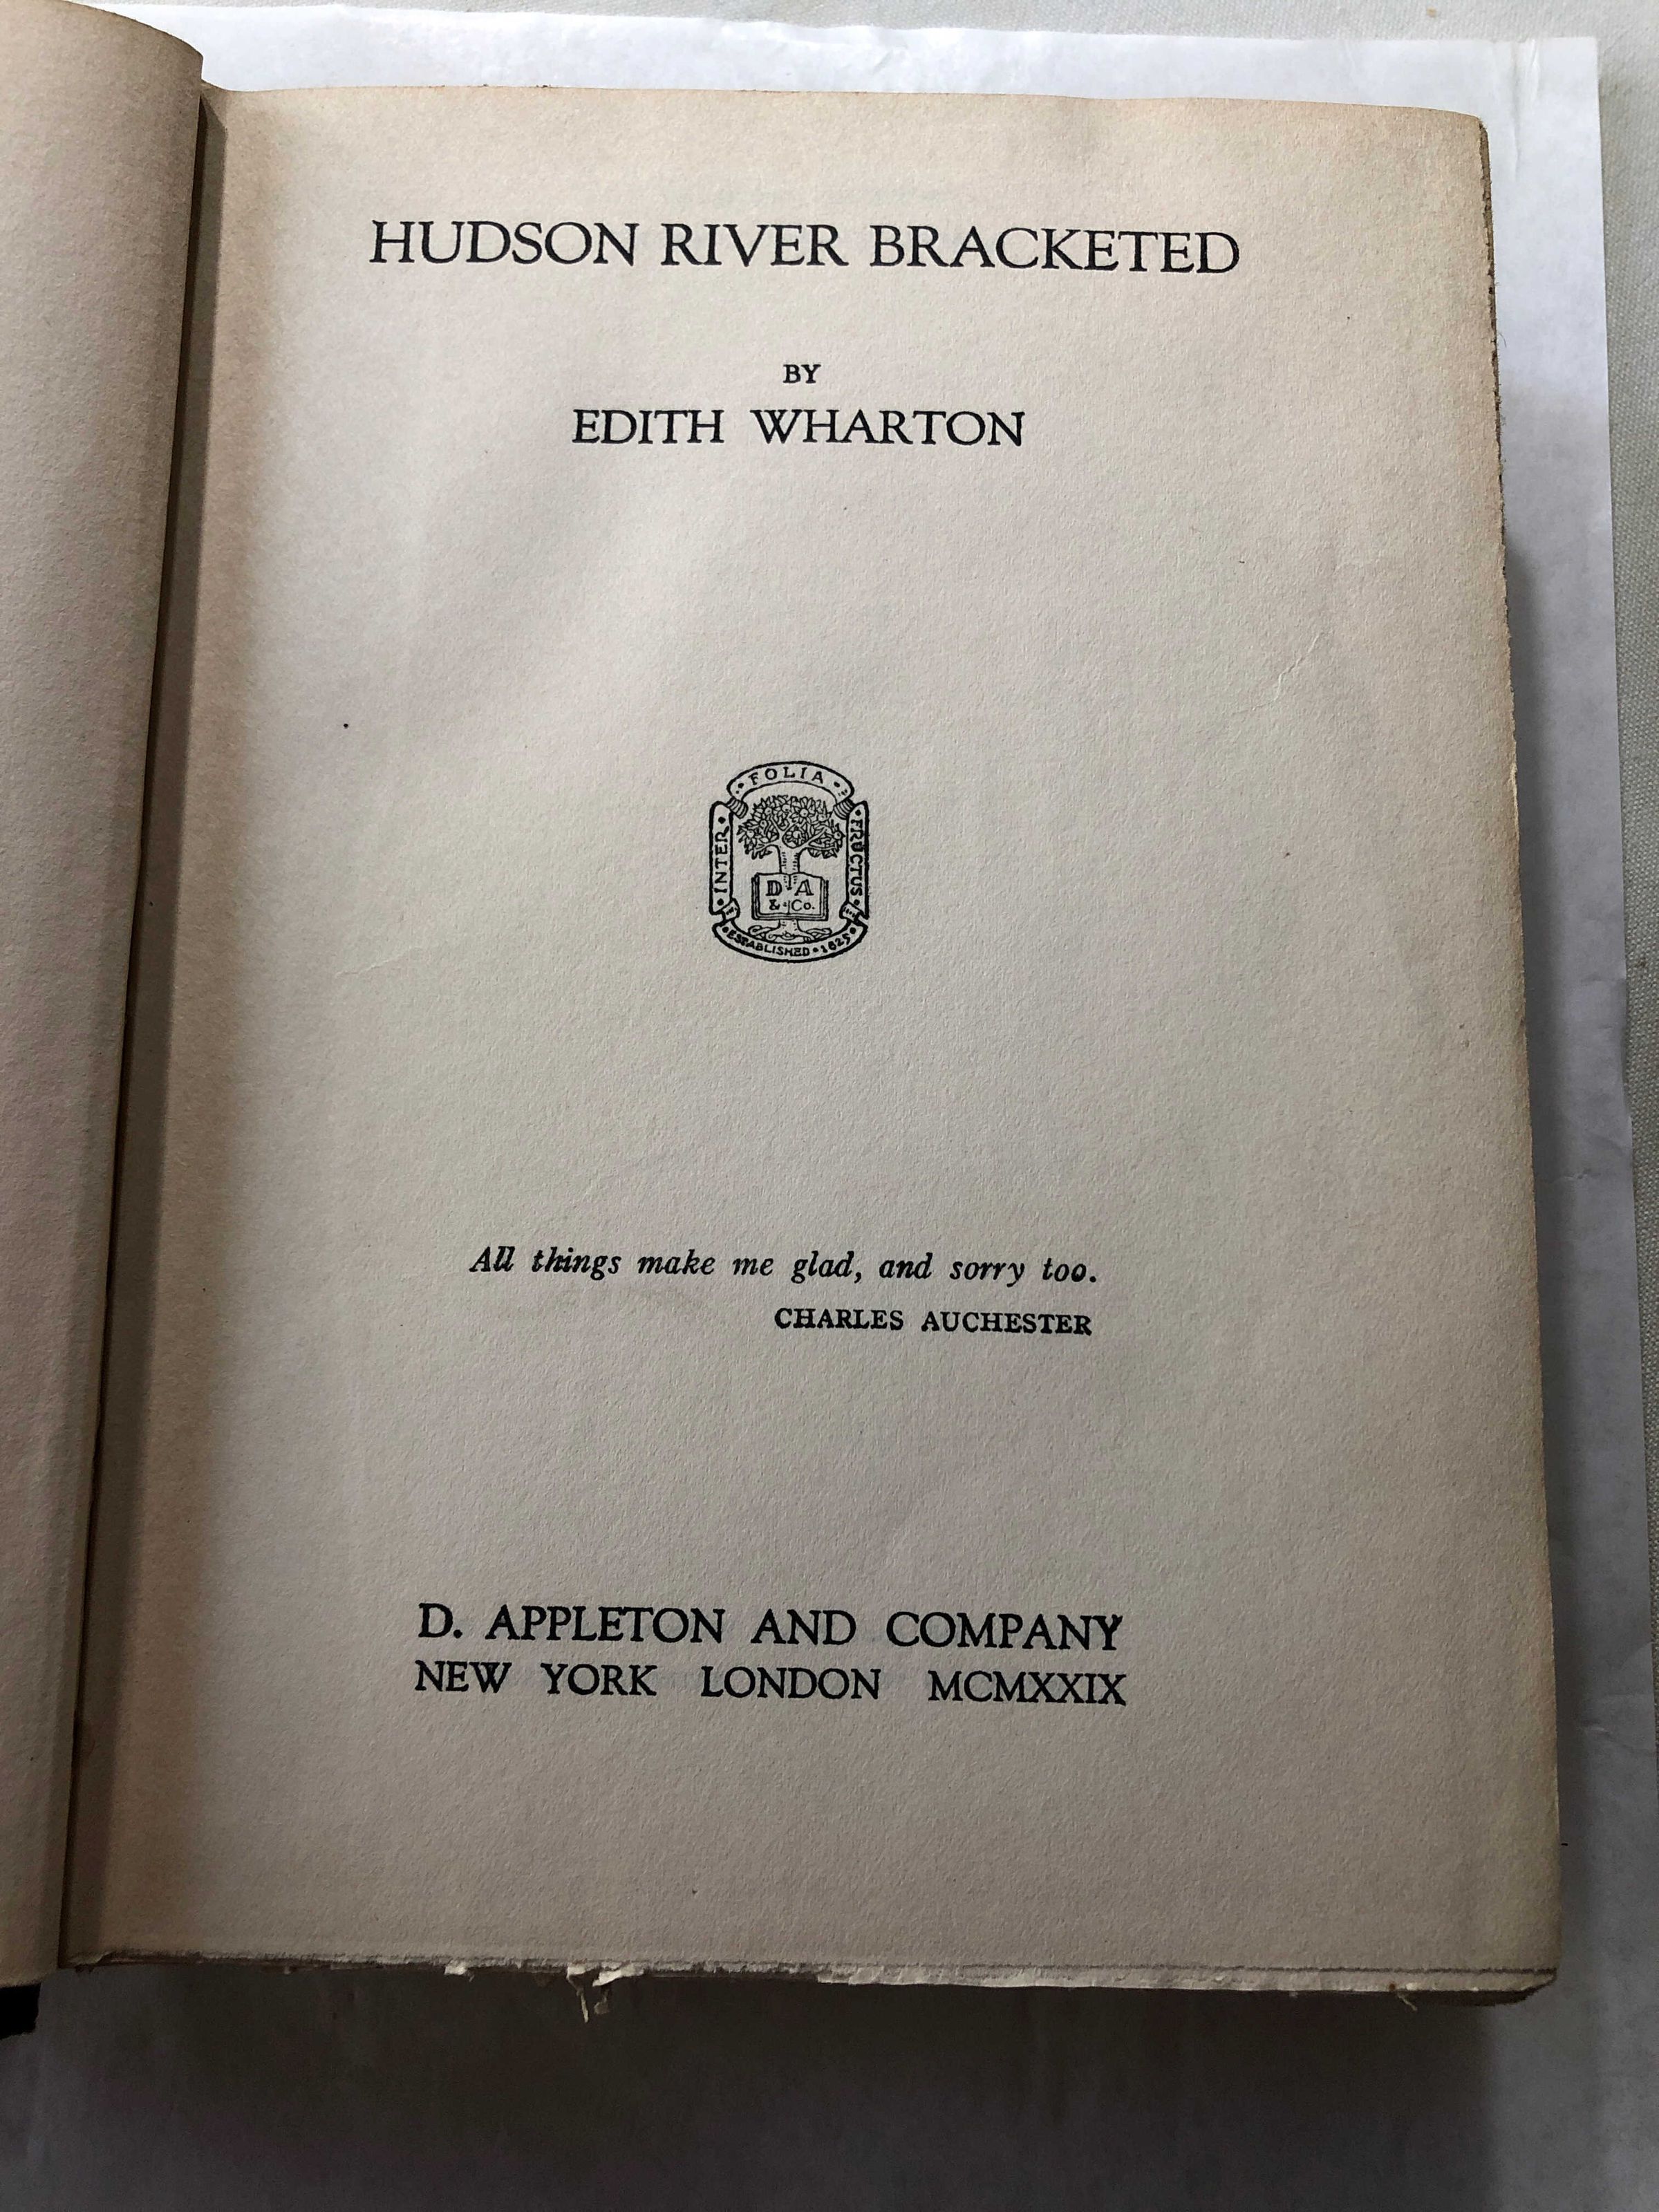 HUDSON RIVER BRACKETED
BY
EDITH WHARTON
FOLIA
INTER
FRUCTUS
D A
& Co.
ESTABLISHED • 1825
All things make me glad, and sorry too.
CHARLES AUCHESTER
D. APPLETON AND COMPANY
NEW YORK LONDON MCMXXIX